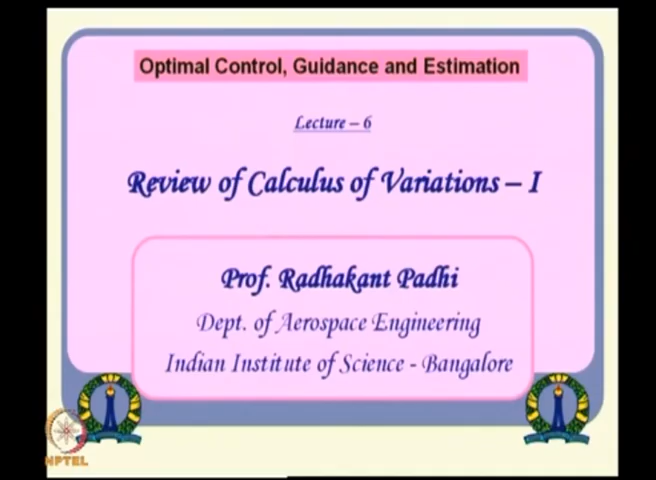 Optimal Control, Guidance and Estimation
Lecture – 6
Review of Calculus of Variations – I
Prof. Radhakant Padhi
Dept. of Aerospace Engineering
Indian Institute of Science - Bangalore
NPTEL